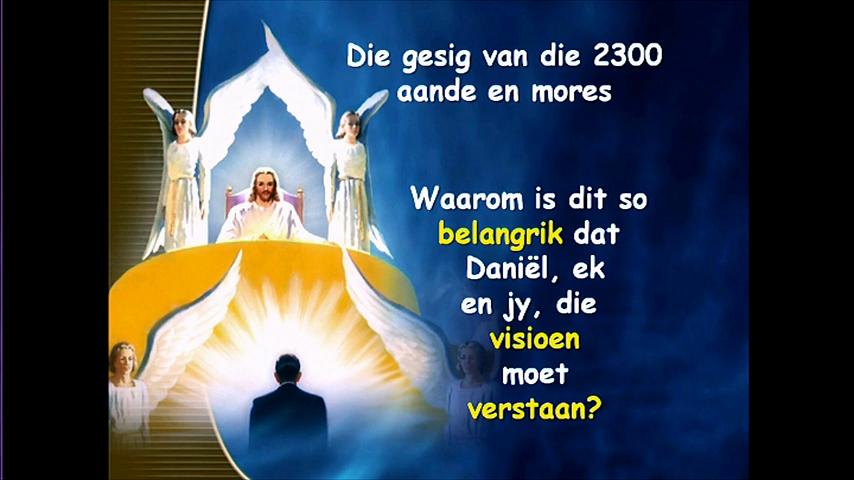 Die gesig van die 2300
aande en mores
Waarom is dit so
belangrik dat
Daniël, ek
en jy, die
visioen
moet
verstaan?